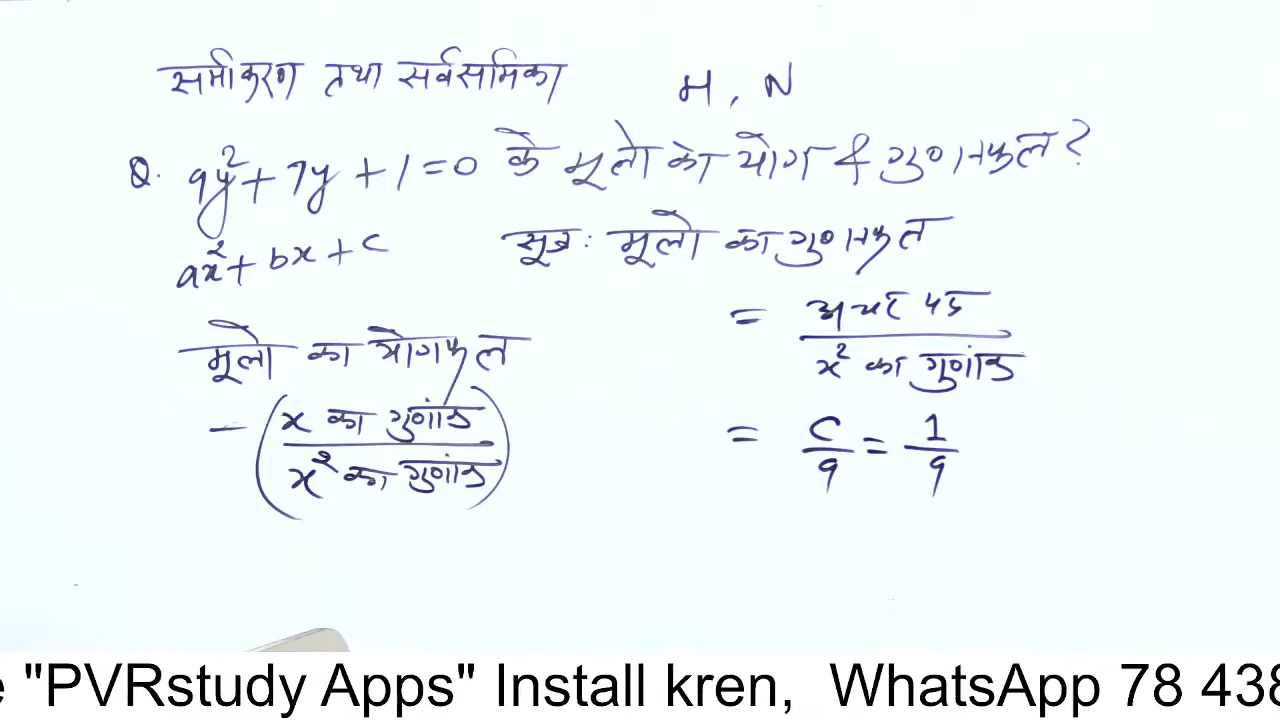 समीकरण तथा सर्वसमिका
M, N
Q. 9y²+7y+1=0 के मूलो का योग & गुणनफल?
ax²+bx+c
सूत्र: मूलो का गुणनफल
= अचर पद / x² का गुणांक
= c/9 = 1/9
मूलो का योगफल
-(x का गुणांक / x² का गुणांक)
"PVRstudy Apps" Install kren, WhatsApp 78 438